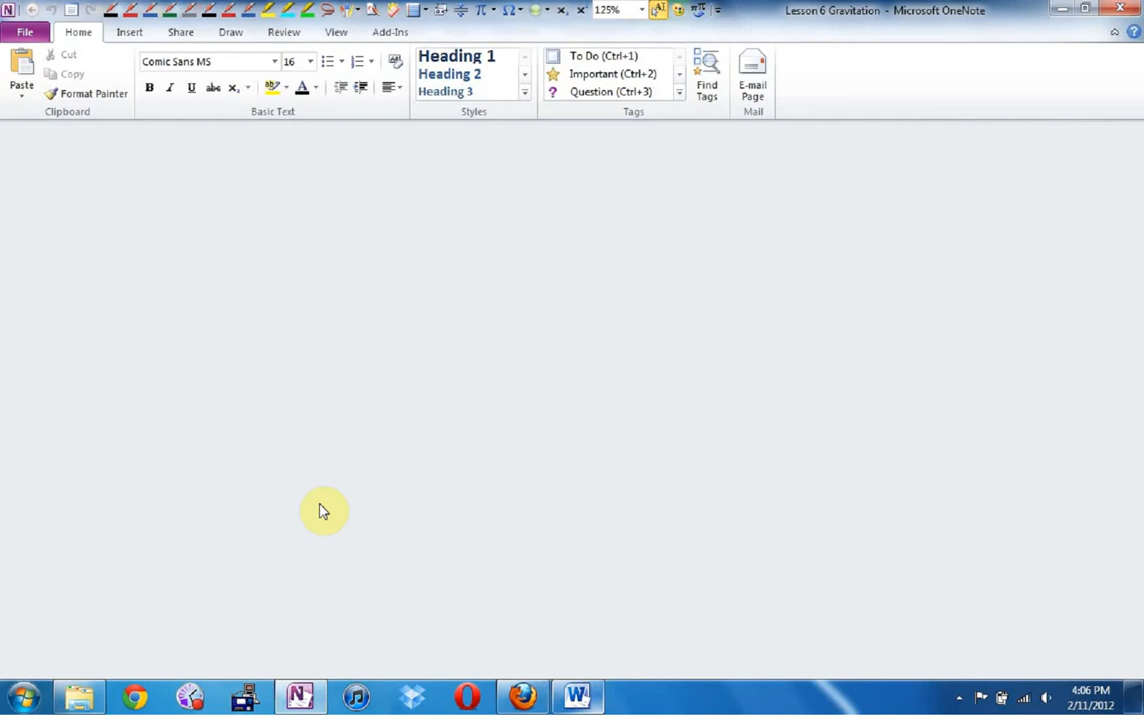 125%
Lesson 6 Gravitation - Microsoft OneNote
File Home Insert Share Draw Review View Add-Ins
Paste
Cut
Copy
Format Painter
Clipboard
Comic Sans MS 16
B I U abc X₂ A
Basic Text
Heading 1
Heading 2
Heading 3
Styles
To Do (Ctrl+1)
Important (Ctrl+2)
? Question (Ctrl+3)
Tags
Find
Tags
E-mail
Page
Mail
4:06 PM
2/11/2012